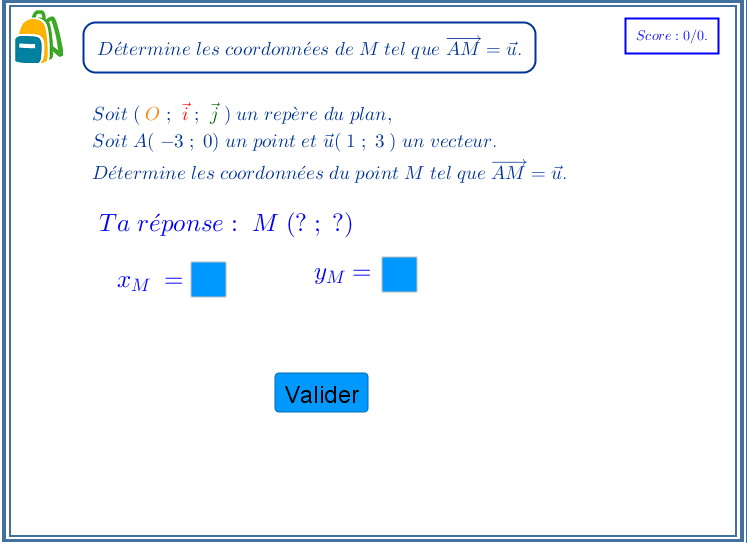 Détermine les coordonnées de M tel que $\overrightarrow{AM} = \vec{u}$.
Score : 0/0.
Soit ( O ; $\vec{i}$ ; $\vec{j}$ ) un repère du plan,
Soit A( −3 ; 0) un point et $\vec{u}$( 1 ; 3 ) un vecteur.
Détermine les coordonnées du point M tel que $\overrightarrow{AM} = \vec{u}$.
Ta réponse : M (? ; ?)
$x_M$ = $y_M$ =
Valider